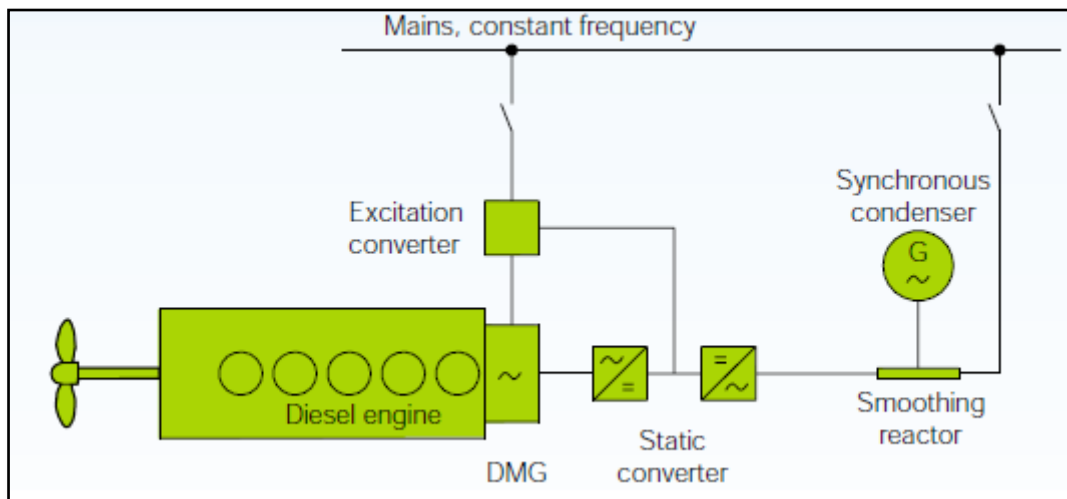 Mains, constant frequency
Synchronous
condenser
Excitation
converter
G
~
~
=
=
~
~
Diesel engine
Smoothing
reactor
Static
converter
DMG